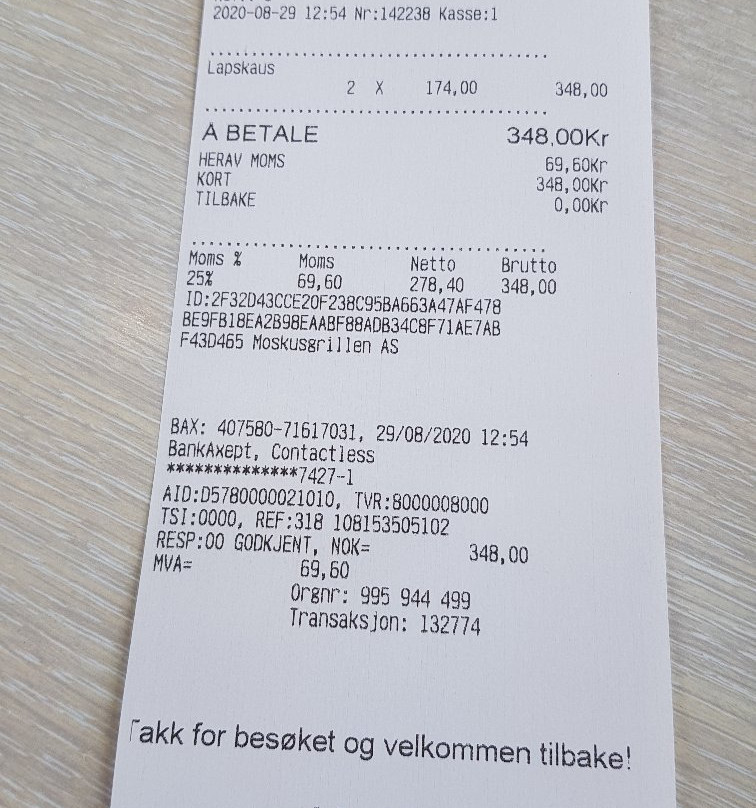 2020-08-29 12:54 Nr:142238 Kasse:1
Lapskaus
2 X 174,00 348,00
Å BETALE 348,00Kr
HERAV MOMS 69,60Kr
KORT 348,00Kr
TILBAKE 0,00Kr
Moms % Moms Netto Brutto
25% 69,60 278,40 348,00
ID:2F32D43CCE20F238C95BA663A47AF478
BE9FB18EA2B98EAABF88ADB34C8F71AE7AB
F43D465 Moskusgrillen AS
BAX: 407580-71617031, 29/08/2020 12:54
BankAxept, Contactless
**************7427-1
AID:D5780000021010, TVR:8000008000
TSI:0000, REF:318 108153505102
RESP:00 GODKJENT, NOK= 348,00
MVA= 69,60
Orgnr: 995 944 499
Transaksjon: 132774
Takk for besøket og velkommen tilbake!